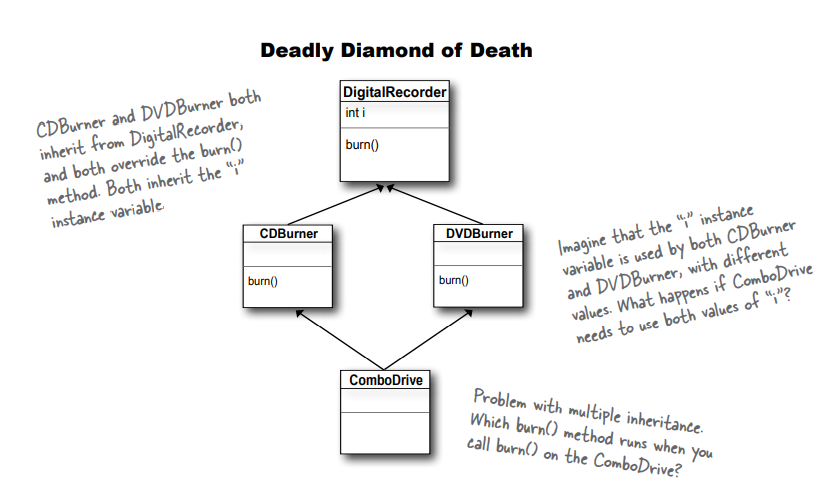 Deadly Diamond of Death
CDBurner and DVDBurner both
inherit from DigitalRecorder,
and both override the burn()
method. Both inherit the “i”
instance variable.
DigitalRecorder
int i
burn()
CDBurner
burn()
DVDBurner
burn()
Imagine that the “i” instance
variable is used by both CDBurner
and DVDBurner, with different
values. What happens if ComboDrive
needs to use both values of “i”?
ComboDrive
Problem with multiple inheritance.
Which burn() method runs when you
call burn() on the ComboDrive?